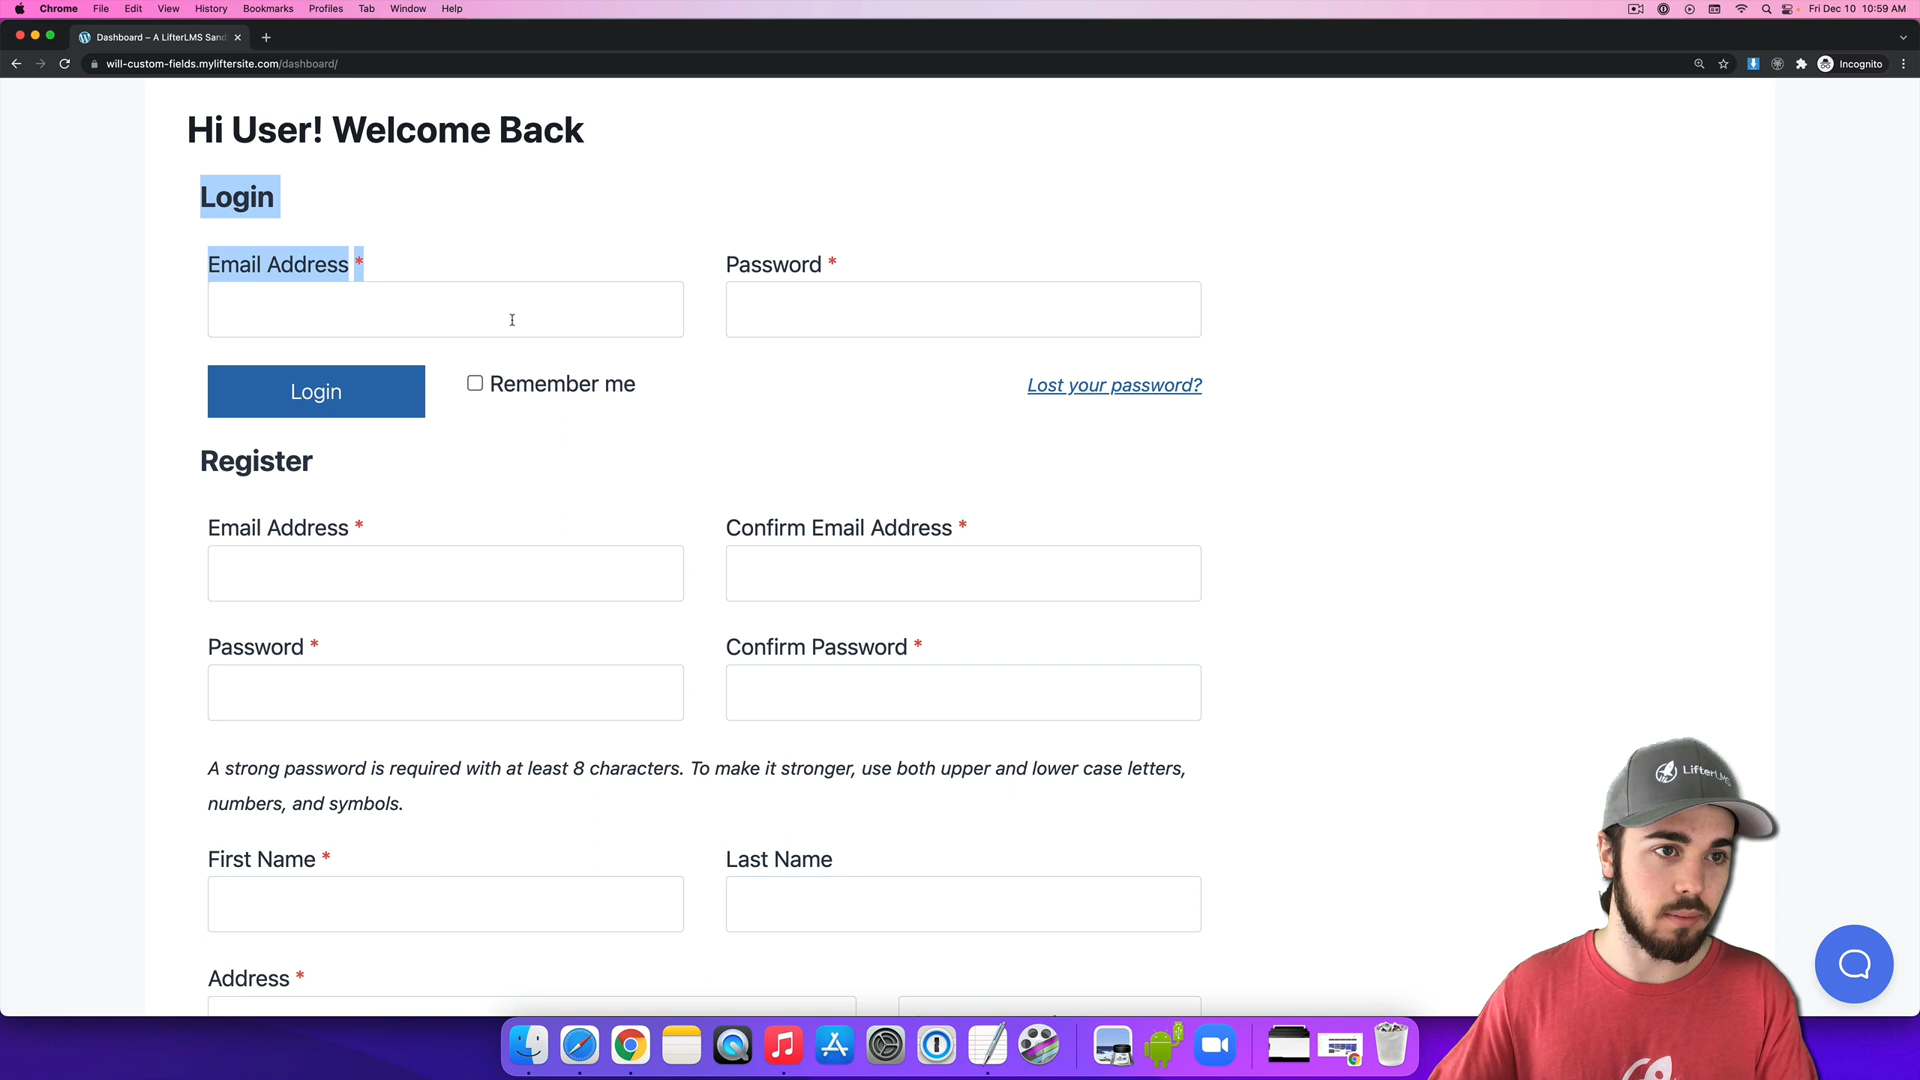 Chrome File Edit View History Bookmarks Profiles Tab Window Help Fri Dec 10 10:59 AM
Dashboard – A LifterLMS Sand
will-custom-fields.myliftersite.com/dashboard/ Incognito
Hi User! Welcome Back
Login
Email Address * Password *
Login Remember me Lost your password?
Register
Email Address * Confirm Email Address *
Password * Confirm Password *
A strong password is required with at least 8 characters. To make it stronger, use both upper and lower case letters,
numbers, and symbols.
First Name * Last Name
Address *
LifterLMS